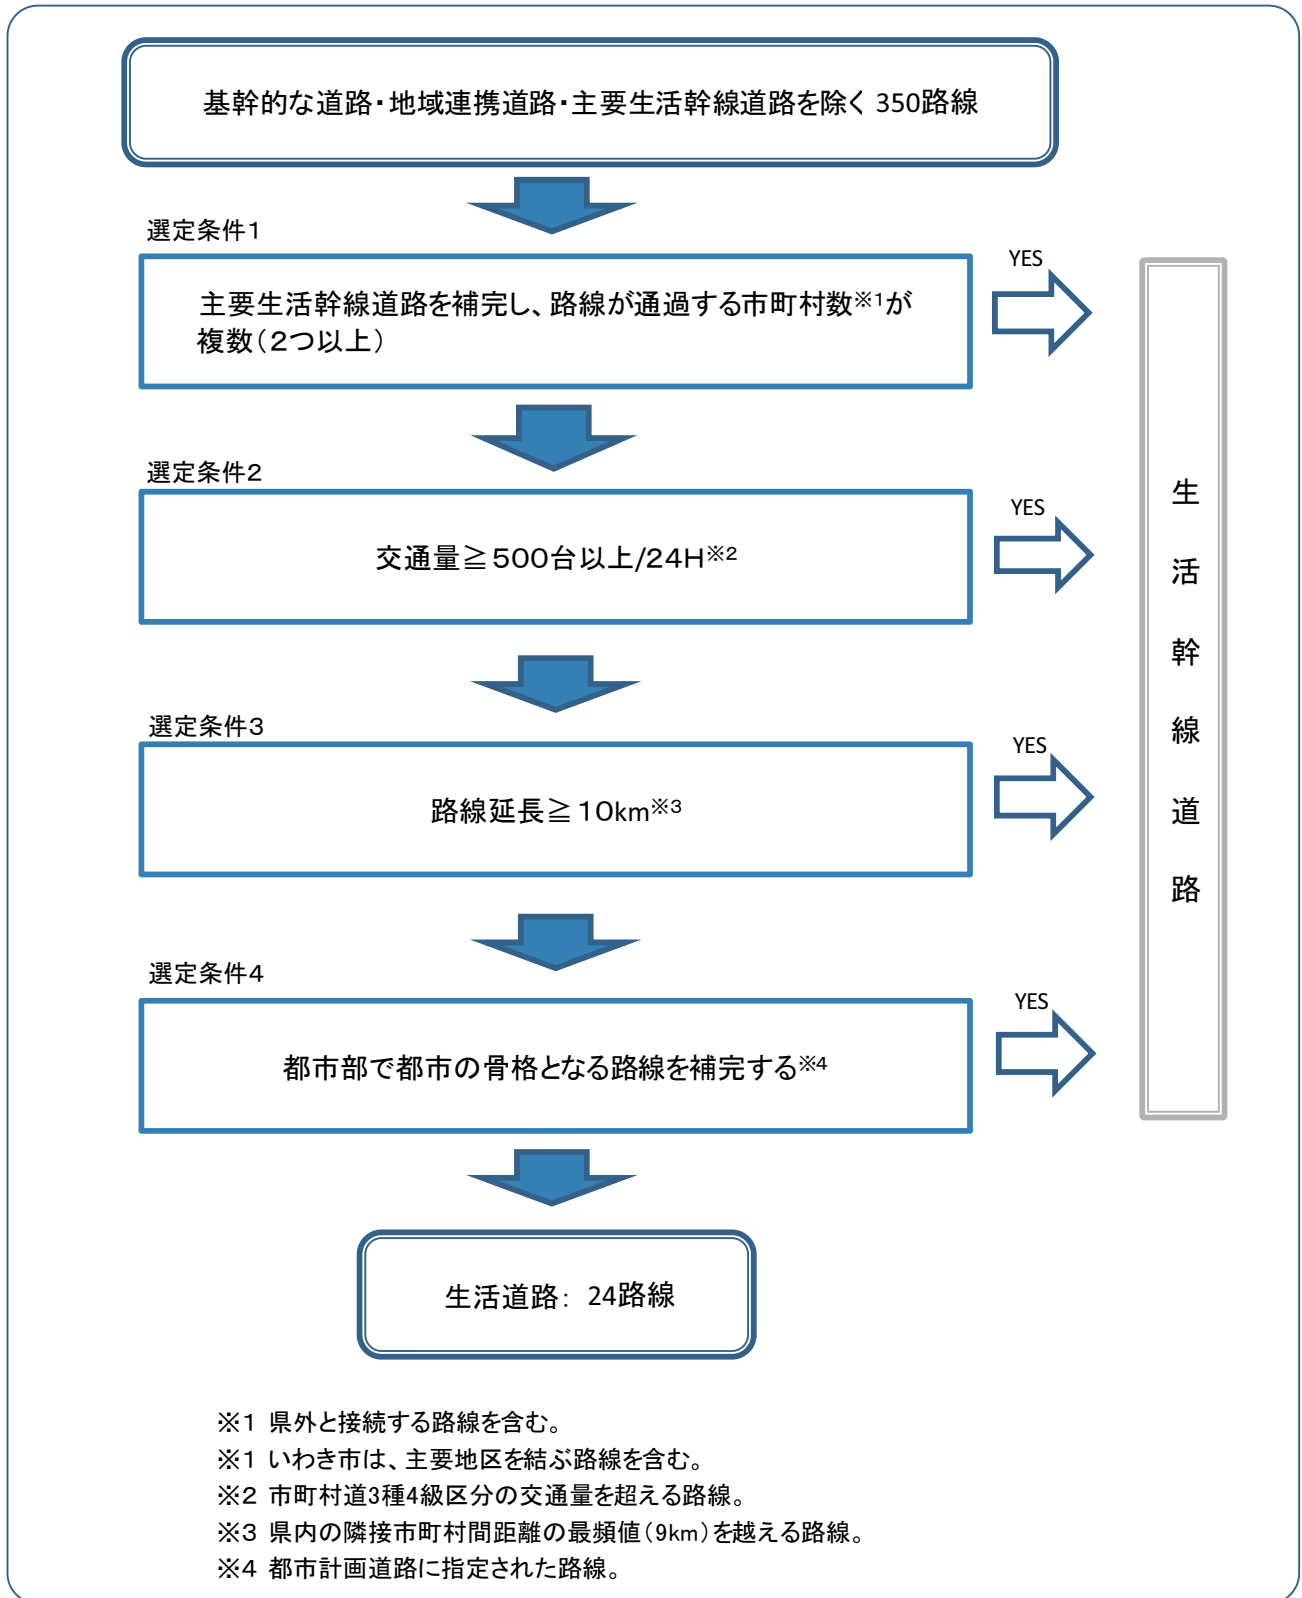 基幹的な道路・地域連携道路・主要生活幹線道路を除く 350路線
選定条件1
主要生活幹線道路を補完し、路線が通過する市町村数※1が
複数(2つ以上)
YES
選定条件2
交通量≧500台以上/24H※2
YES
選定条件3
路線延長≧10km※3
YES
選定条件4
都市部で都市の骨格となる路線を補完する※4
YES
生活幹線道路
生活道路: 24路線
※1 県外と接続する路線を含む。
※1 いわき市は、主要地区を結ぶ路線を含む。
※2 市町村道3種4級区分の交通量を超える路線。
※3 県内の隣接市町村間距離の最頻値(9km)を越える路線。
※4 都市計画道路に指定された路線。